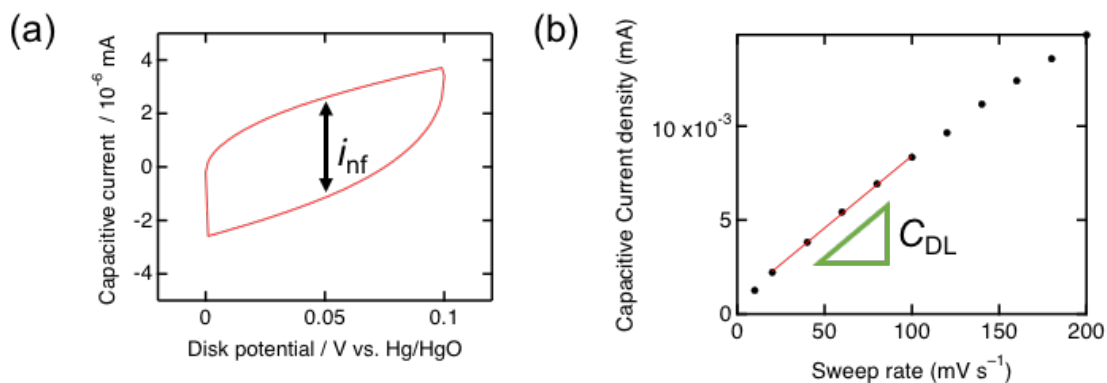 (a)
Capacitive current / 10⁻⁶ mA
4
2
0
-2
-4
i_nf
0
0.05
0.1
Disk potential / V vs. Hg/HgO
(b)
Capacitive Current density (mA)
10 x10⁻³
5
0
C_DL
0
50
100
150
200
Sweep rate (mV s⁻¹)